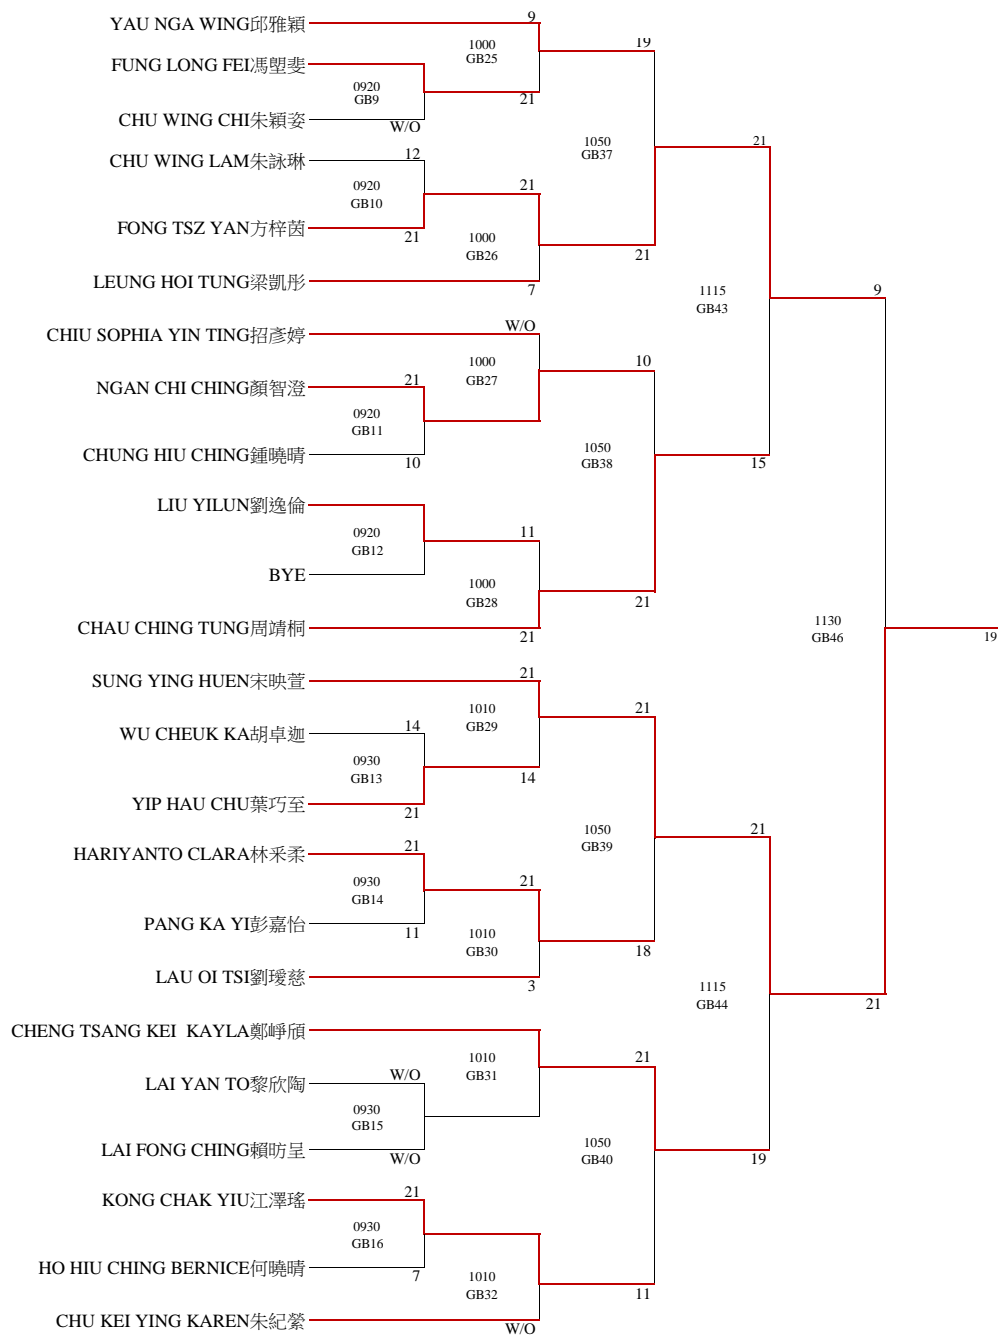 YAU NGA WING邱雅穎
9
1000
GB25
19
FUNG LONG FEI馮塱斐
0920
GB9
21
CHU WING CHI朱穎姿
W/O
1050
GB37
21
CHU WING LAM朱詠琳
12
0920
GB10
21
FONG TSZ YAN方梓茵
21
1000
GB26
21
LEUNG HOI TUNG梁凱彤
7
1115
GB43
9
CHIU SOPHIA YIN TING招彥婷
W/O
1000
GB27
10
NGAN CHI CHING顏智澄
21
0920
GB11
CHUNG HIU CHING鍾曉晴
10
1050
GB38
15
LIU YILUN劉逸倫
0920
GB12
11
BYE
1000
GB28
21
CHAU CHING TUNG周靖桐
21
1130
GB46
19
SUNG YING HUEN宋映萱
21
1010
GB29
21
WU CHEUK KA胡卓迦
14
0930
GB13
14
YIP HAU CHU葉巧至
21
1050
GB39
21
HARIYANTO CLARA林釆柔
21
0930
GB14
21
PANG KA YI彭嘉怡
11
1010
GB30
18
LAU OI TSI劉璦慈
3
1115
GB44
21
CHENG TSANG KEI  KAYLA鄭崢頎
1010
GB31
21
LAI YAN TO黎欣陶
W/O
0930
GB15
LAI FONG CHING賴昉呈
W/O
1050
GB40
19
KONG CHAK YIU江澤瑤
21
0930
GB16
HO HIU CHING BERNICE何曉晴
7
1010
GB32
11
CHU KEI YING KAREN朱紀縈
W/O